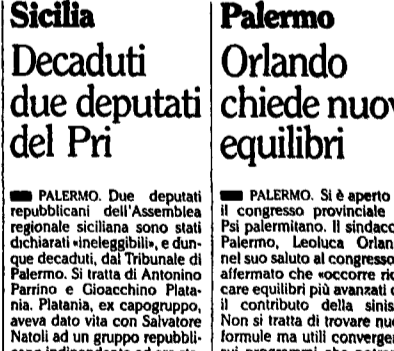 Sicilia
Decaduti
due deputati
del Pri
PALERMO. Due deputati
repubblicani dell'Assemblea
regionale siciliana sono stati
dichiarati «ineleggibili», e dun-
que decaduti, dal Tribunale di
Palermo. Si tratta di Antonino
Parrino e Gioacchino Plata-
nia. Platania, ex capogruppo,
aveva dato vita con Salvatore
Natoli ad un gruppo repubbli-
Palermo
Orlando
chiede nuov
equilibri
PALERMO. Si è aperto
il congresso provinciale
Psi palermitano. Il sindaco
Palermo, Leoluca Orlan
nel suo saluto al congresso
affermato che «occorre ric
care equilibri più avanzati
il contributo della sinis
Non si tratta di trovare nuo
formule ma utili converger